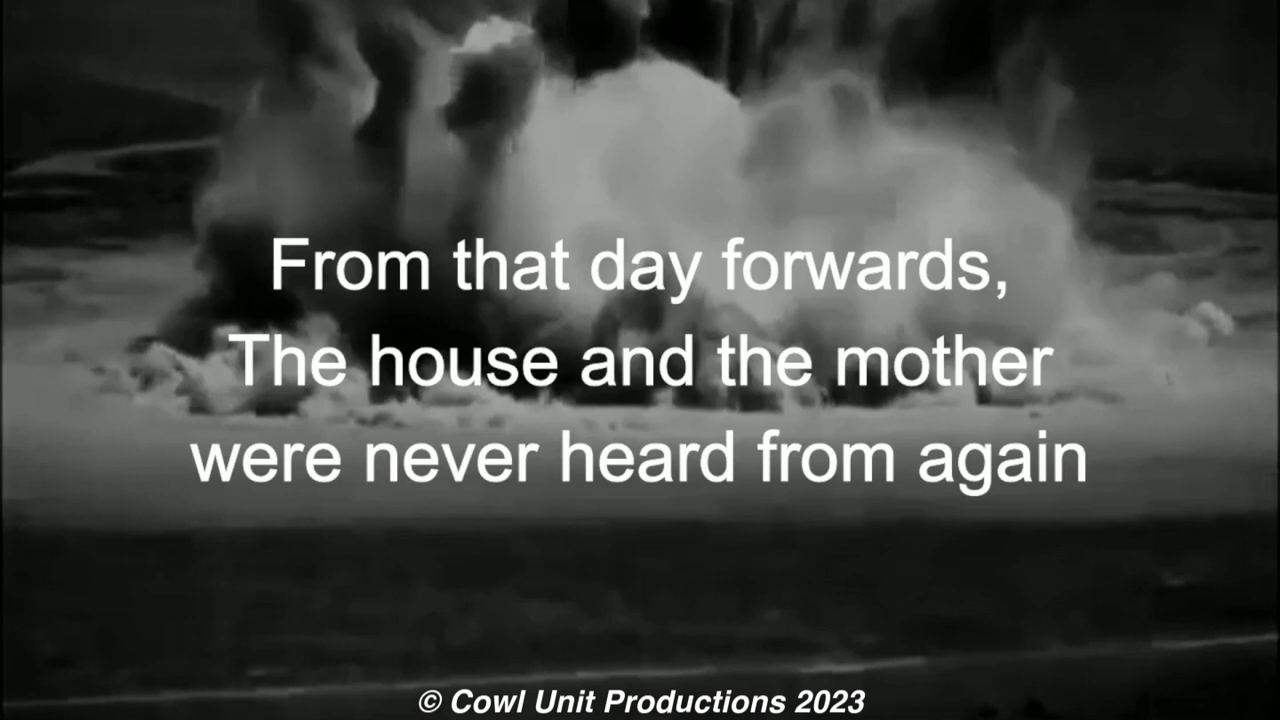 From that day forwards,
The house and the mother
were never heard from again
© Cowl Unit Productions 2023